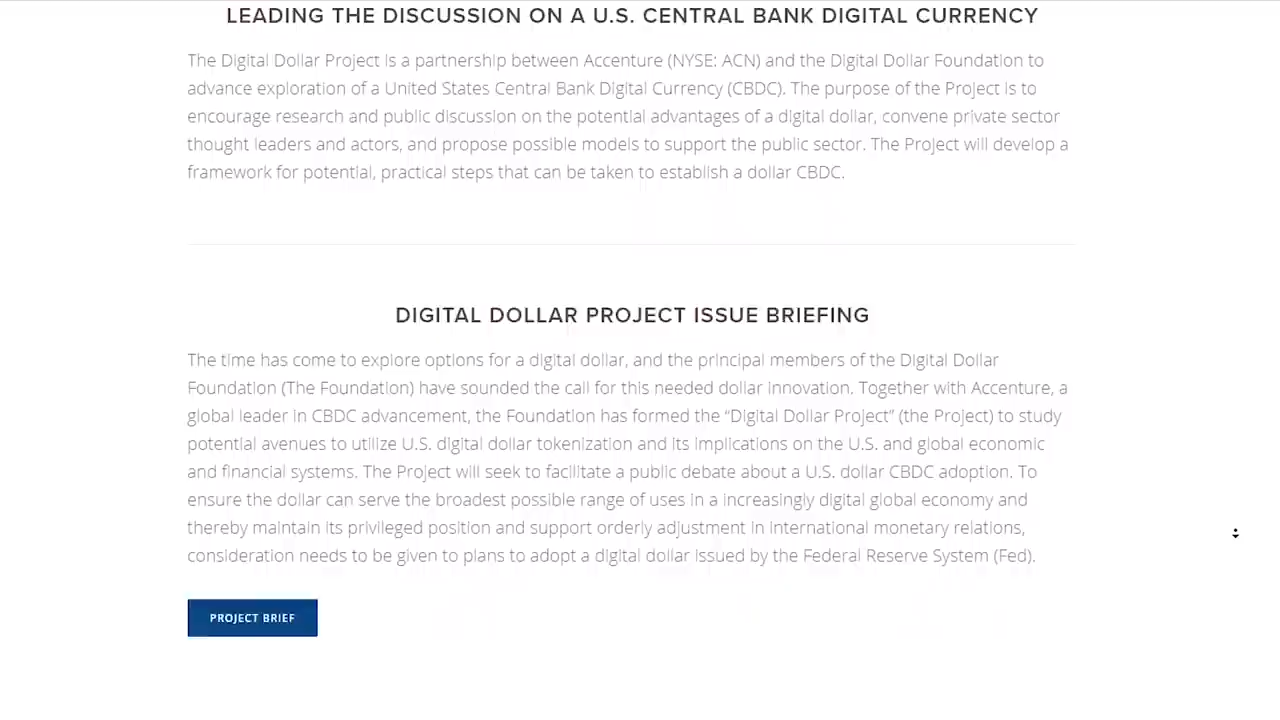 LEADING THE DISCUSSION ON A U.S. CENTRAL BANK DIGITAL CURRENCY
The Digital Dollar Project is a partnership between Accenture (NYSE: ACN) and the Digital Dollar Foundation to
advance exploration of a United States Central Bank Digital Currency (CBDC). The purpose of the Project is to
encourage research and public discussion on the potential advantages of a digital dollar, convene private sector
thought leaders and actors, and propose possible models to support the public sector. The Project will develop a
framework for potential, practical steps that can be taken to establish a dollar CBDC.
DIGITAL DOLLAR PROJECT ISSUE BRIEFING
The time has come to explore options for a digital dollar, and the principal members of the Digital Dollar
Foundation (The Foundation) have sounded the call for this needed dollar innovation. Together with Accenture, a
global leader in CBDC advancement, the Foundation has formed the “Digital Dollar Project” (the Project) to study
potential avenues to utilize U.S. digital dollar tokenization and its implications on the U.S. and global economic
and financial systems. The Project will seek to facilitate a public debate about a U.S. dollar CBDC adoption. To
ensure the dollar can serve the broadest possible range of uses in a increasingly digital global economy and
thereby maintain its privileged position and support orderly adjustment in international monetary relations,
consideration needs to be given to plans to adopt a digital dollar issued by the Federal Reserve System (Fed).
PROJECT BRIEF